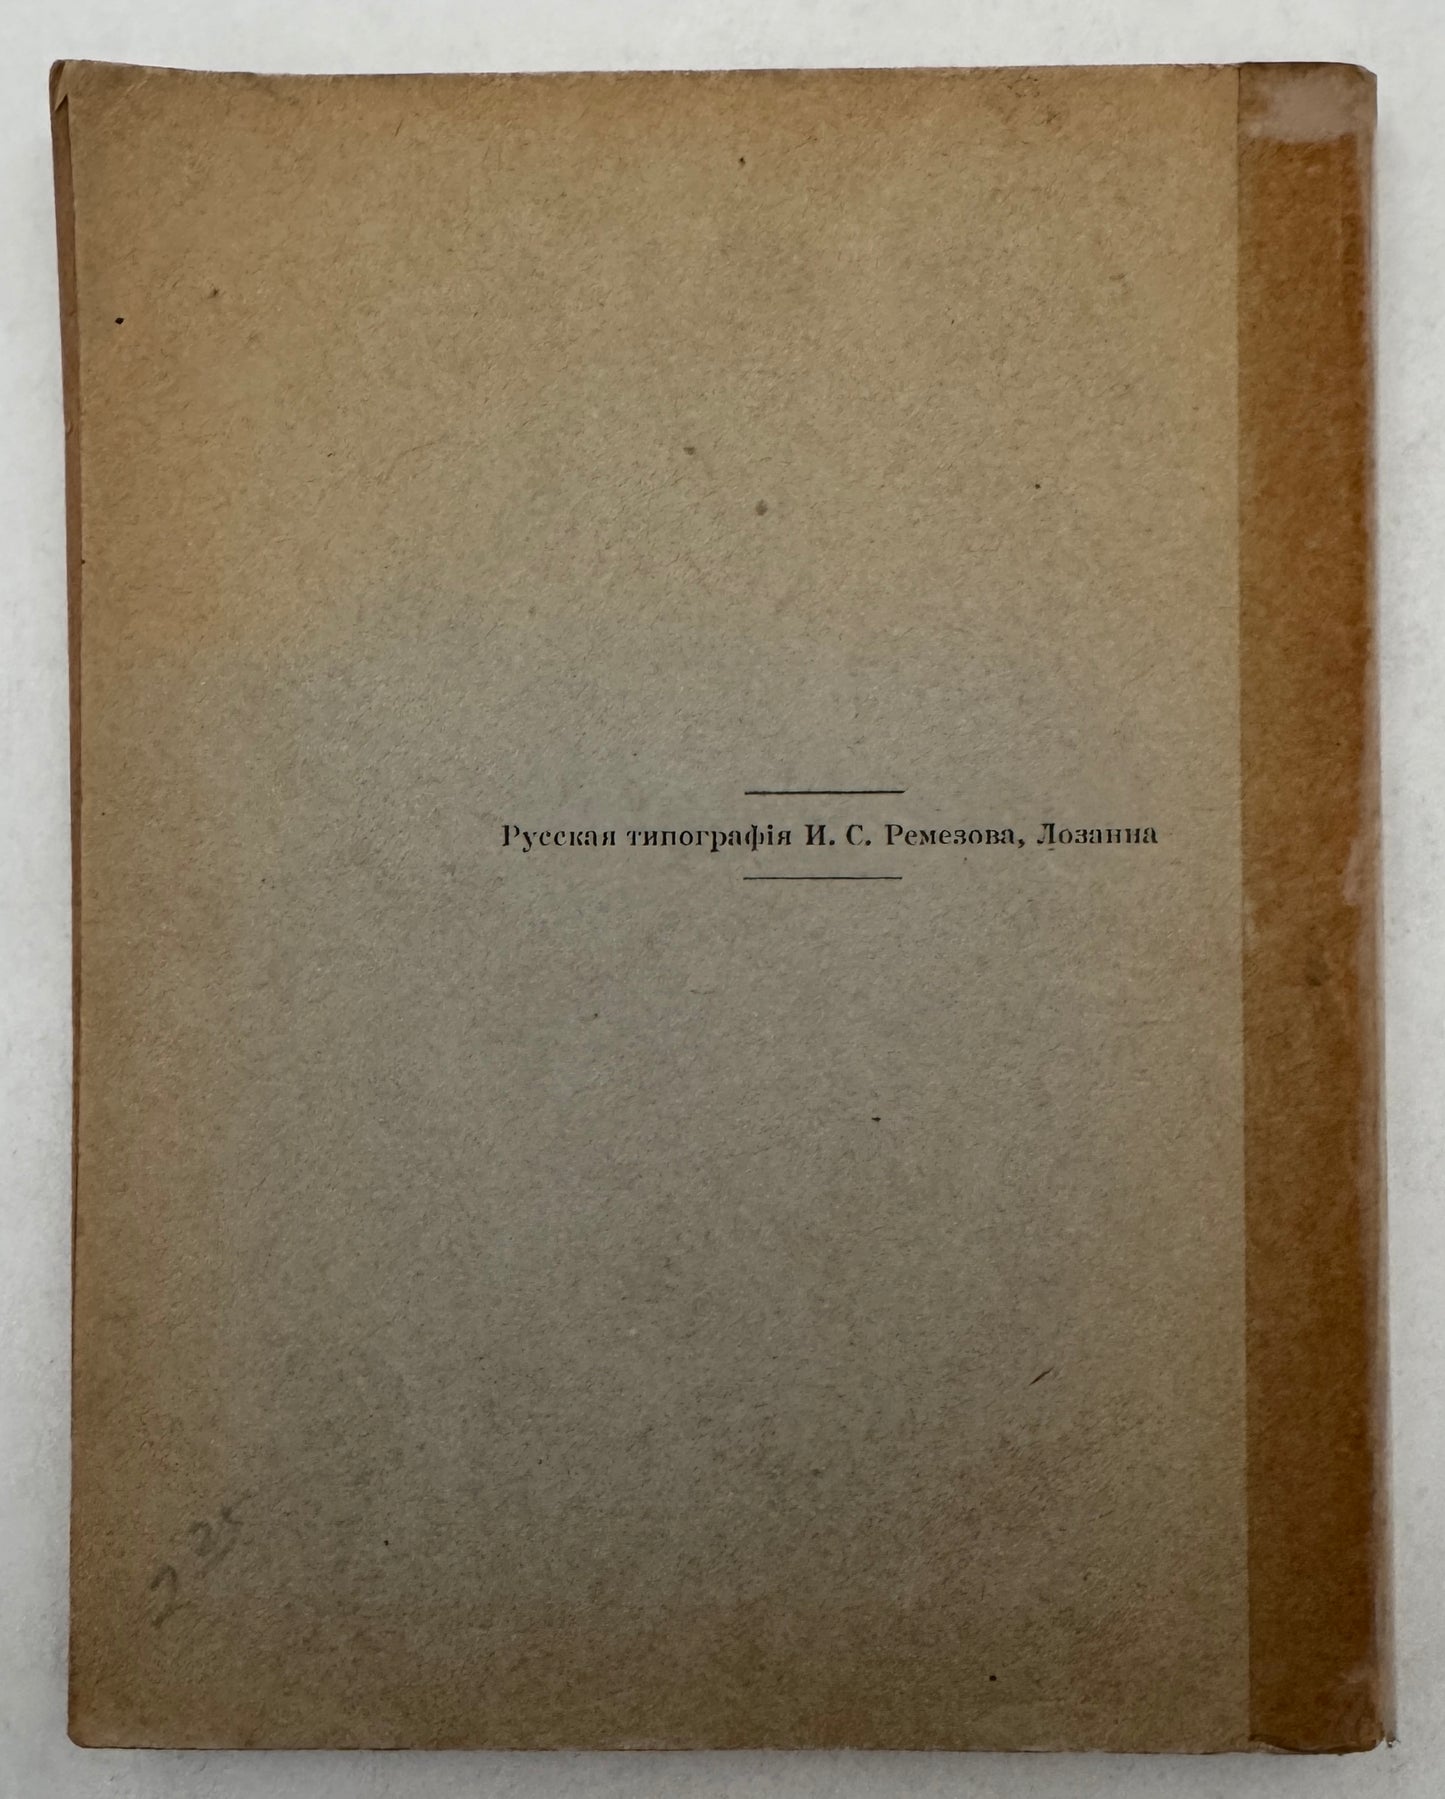 Русская типографія И. С. Ремезова, Лозанна